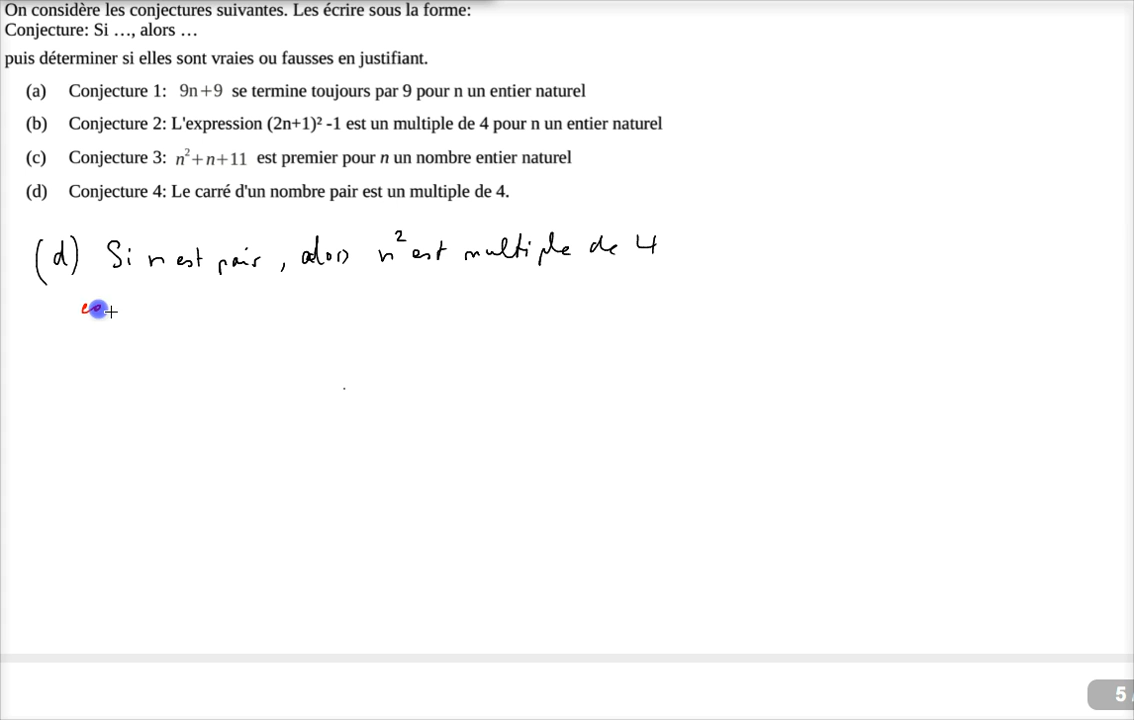 On considère les conjectures suivantes. Les écrire sous la forme:
Conjecture: Si …, alors …
puis déterminer si elles sont vraies ou fausses en justifiant.
(a) Conjecture 1: 9n+9 se termine toujours par 9 pour n un entier naturel
(b) Conjecture 2: L'expression (2n+1)² -1 est un multiple de 4 pour n un entier naturel
(c) Conjecture 3: n²+n+11 est premier pour n un nombre entier naturel
(d) Conjecture 4: Le carré d'un nombre pair est un multiple de 4.
(d) Si n est pair, alors n² est multiple de 4
5